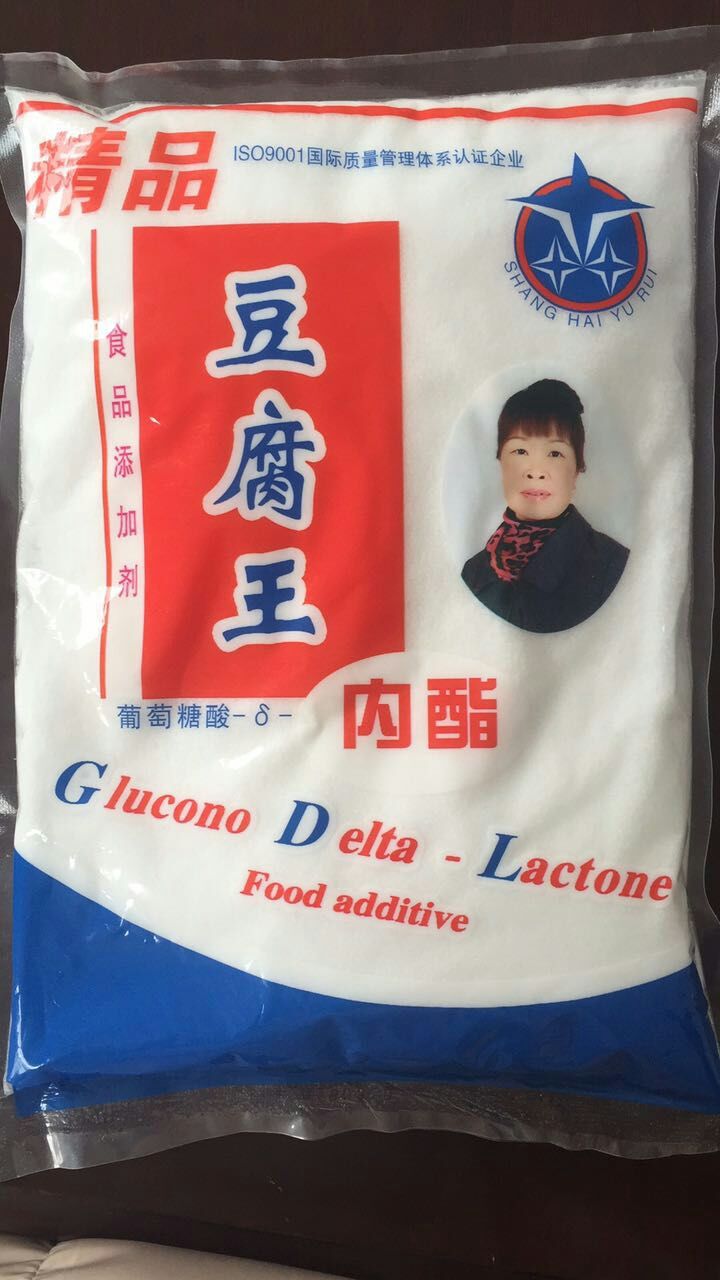 精品
ISO9001国际质量管理体系认证企业
SHANG HAI YU RUI
食品添加剂
豆腐王
葡萄糖酸-δ-
内酯
Glucono Delta - Lactone
Food additive